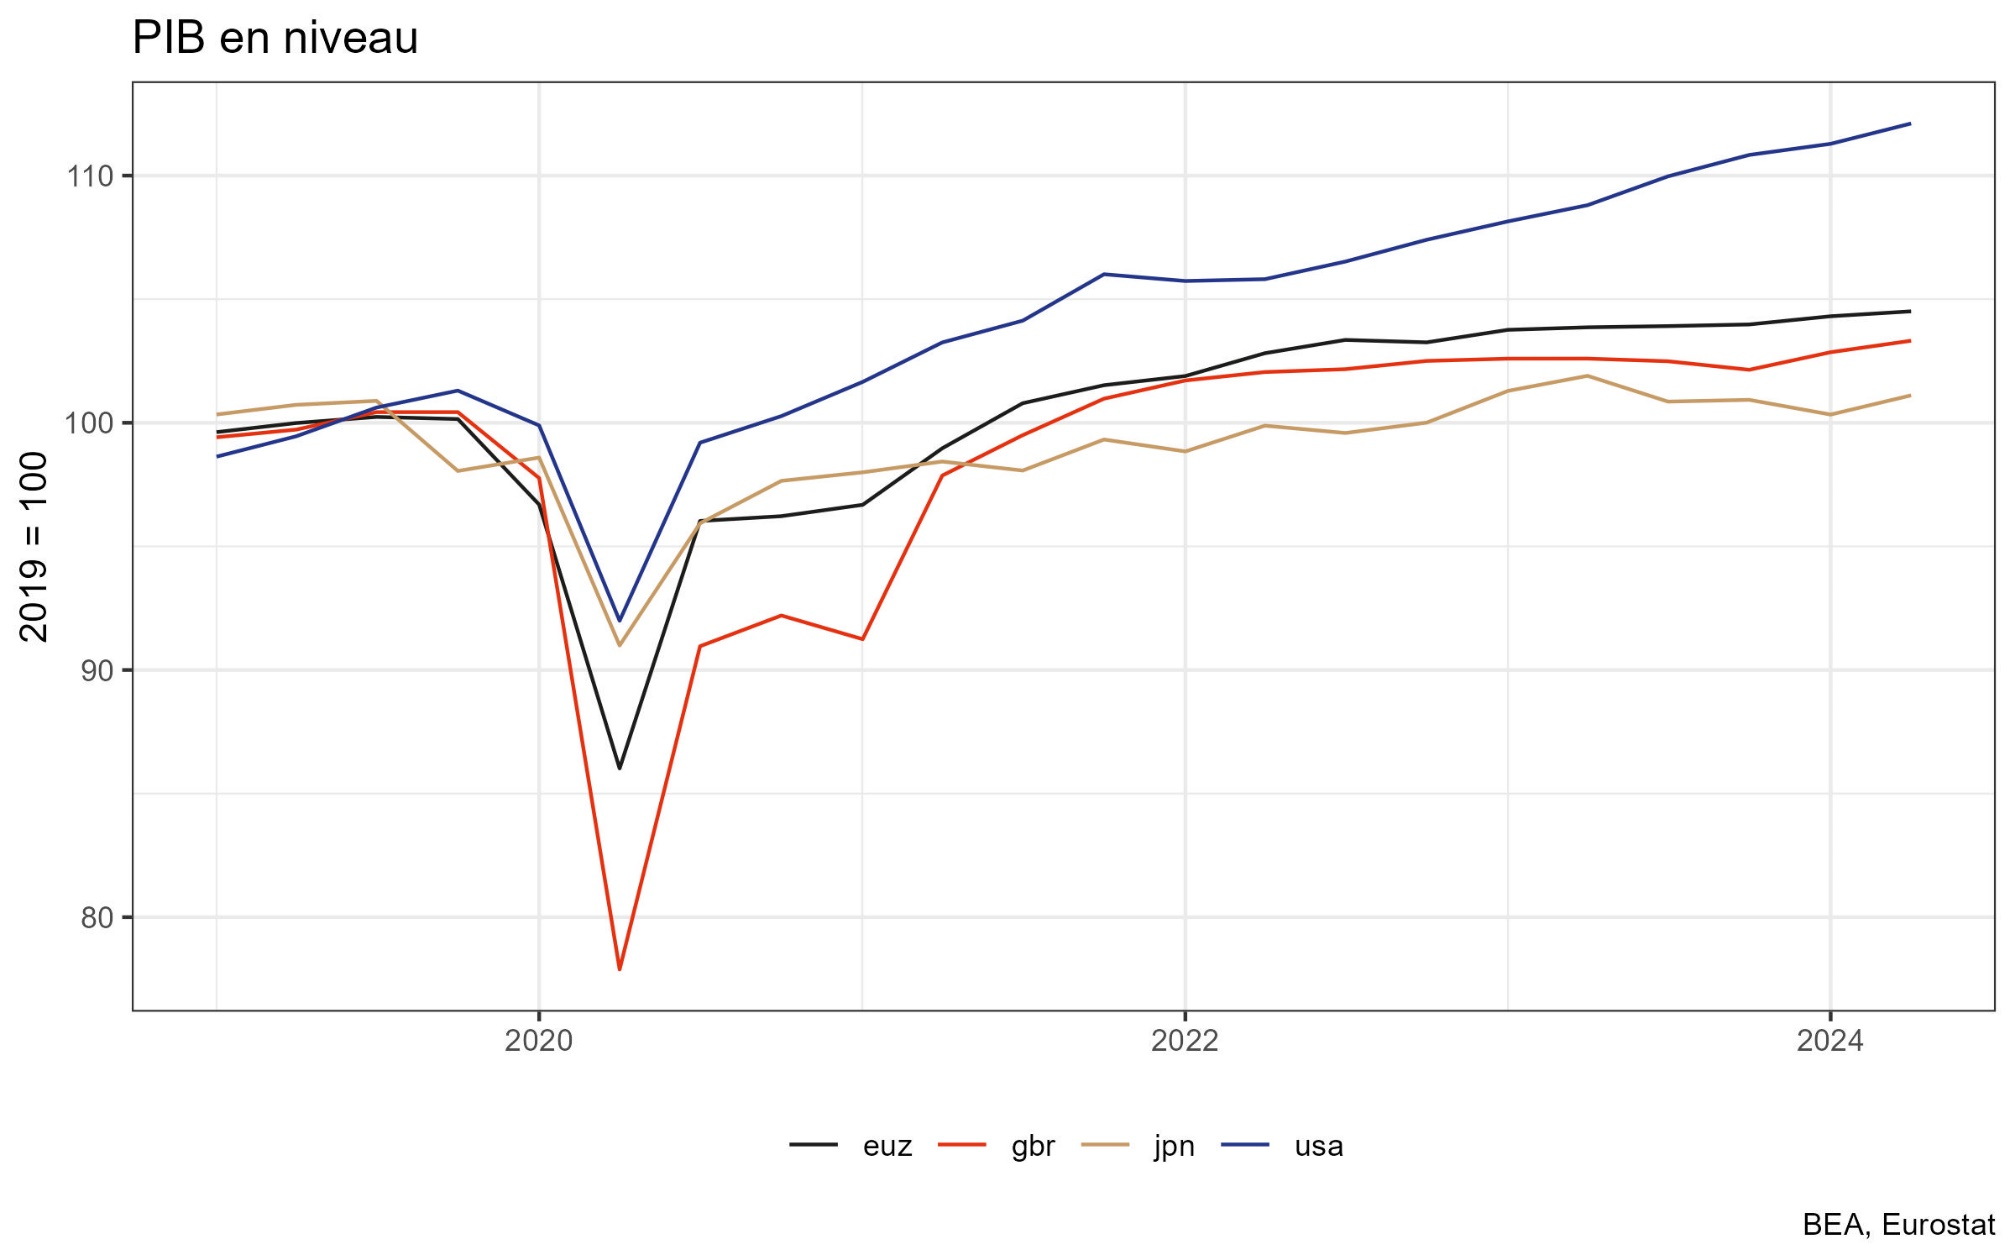 PIB en niveau
110
100
90
80
2019 = 100
2020
2022
2024
euz
gbr
jpn
usa
BEA, Eurostat